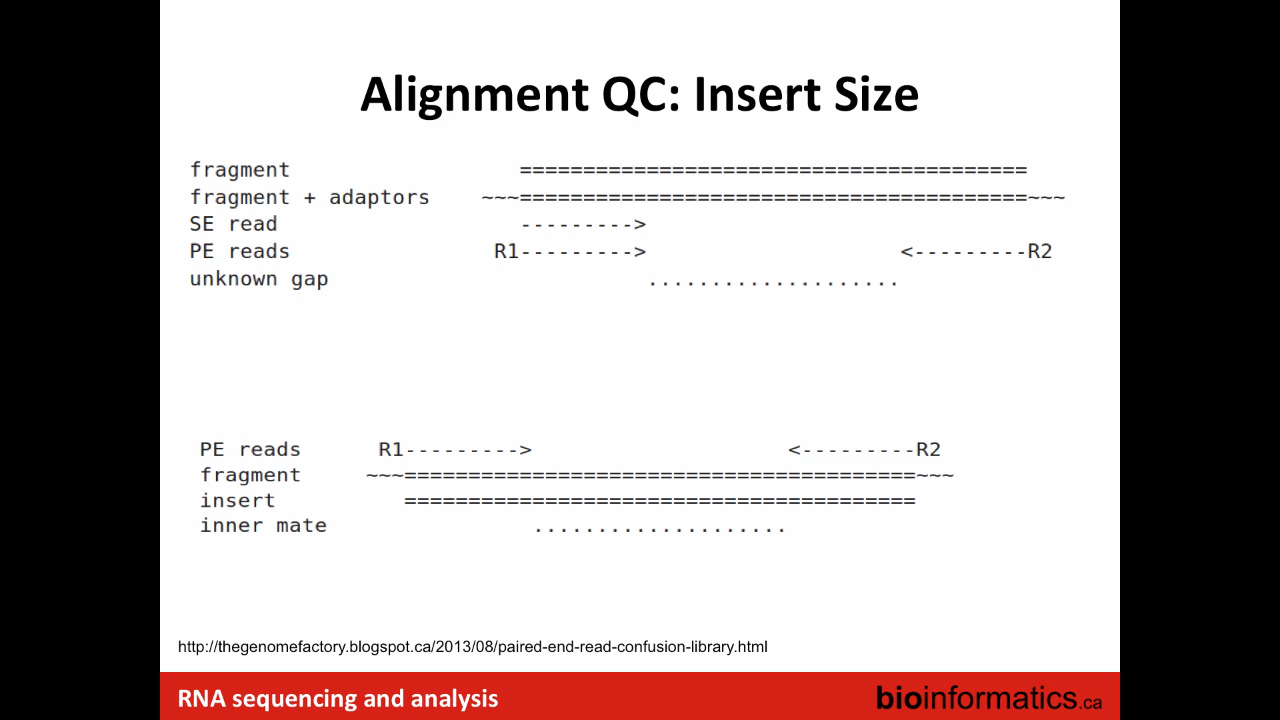 Alignment QC: Insert Size
fragment ========================================
fragment + adaptors ~~~========================================~~~
SE read --------->
PE reads R1---------> <---------R2
unknown gap ....................
PE reads R1---------> <---------R2
fragment ~~~========================================~~~
insert ========================================
inner mate ....................
http://thegenomefactory.blogspot.ca/2013/08/paired-end-read-confusion-library.html
RNA sequencing and analysis
bioinformatics.ca